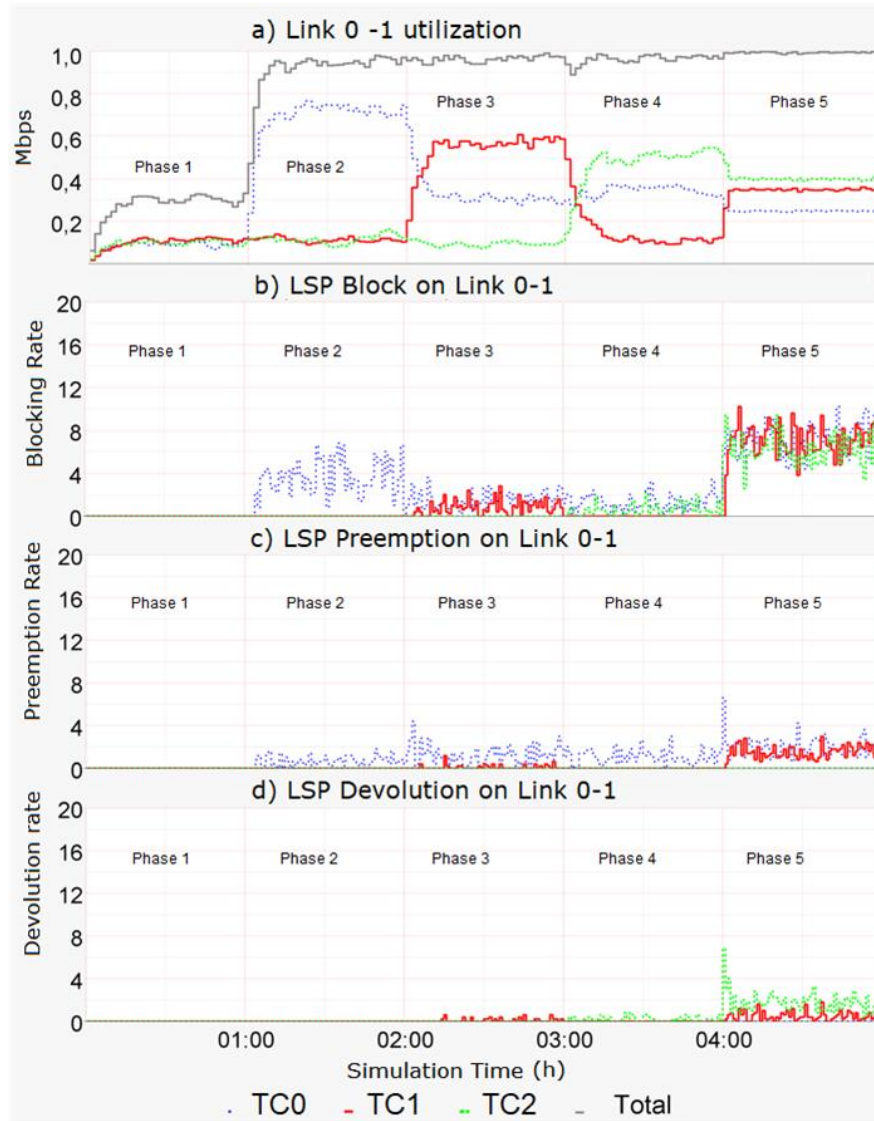 a) Link 0 -1 utilization
Mbps
1,0
0,8
0,6
0,4
0,2
Phase 1
Phase 2
Phase 3
Phase 4
Phase 5
b) LSP Block on Link 0-1
Blocking Rate
20
16
12
8
4
0
Phase 1
Phase 2
Phase 3
Phase 4
Phase 5
c) LSP Preemption on Link 0-1
Preemption Rate
20
16
12
8
4
0
Phase 1
Phase 2
Phase 3
Phase 4
Phase 5
d) LSP Devolution on Link 0-1
Devolution rate
20
16
12
8
4
0
Phase 1
Phase 2
Phase 3
Phase 4
Phase 5
01:00
02:00
03:00
04:00
Simulation Time (h)
TC0
TC1
TC2
Total